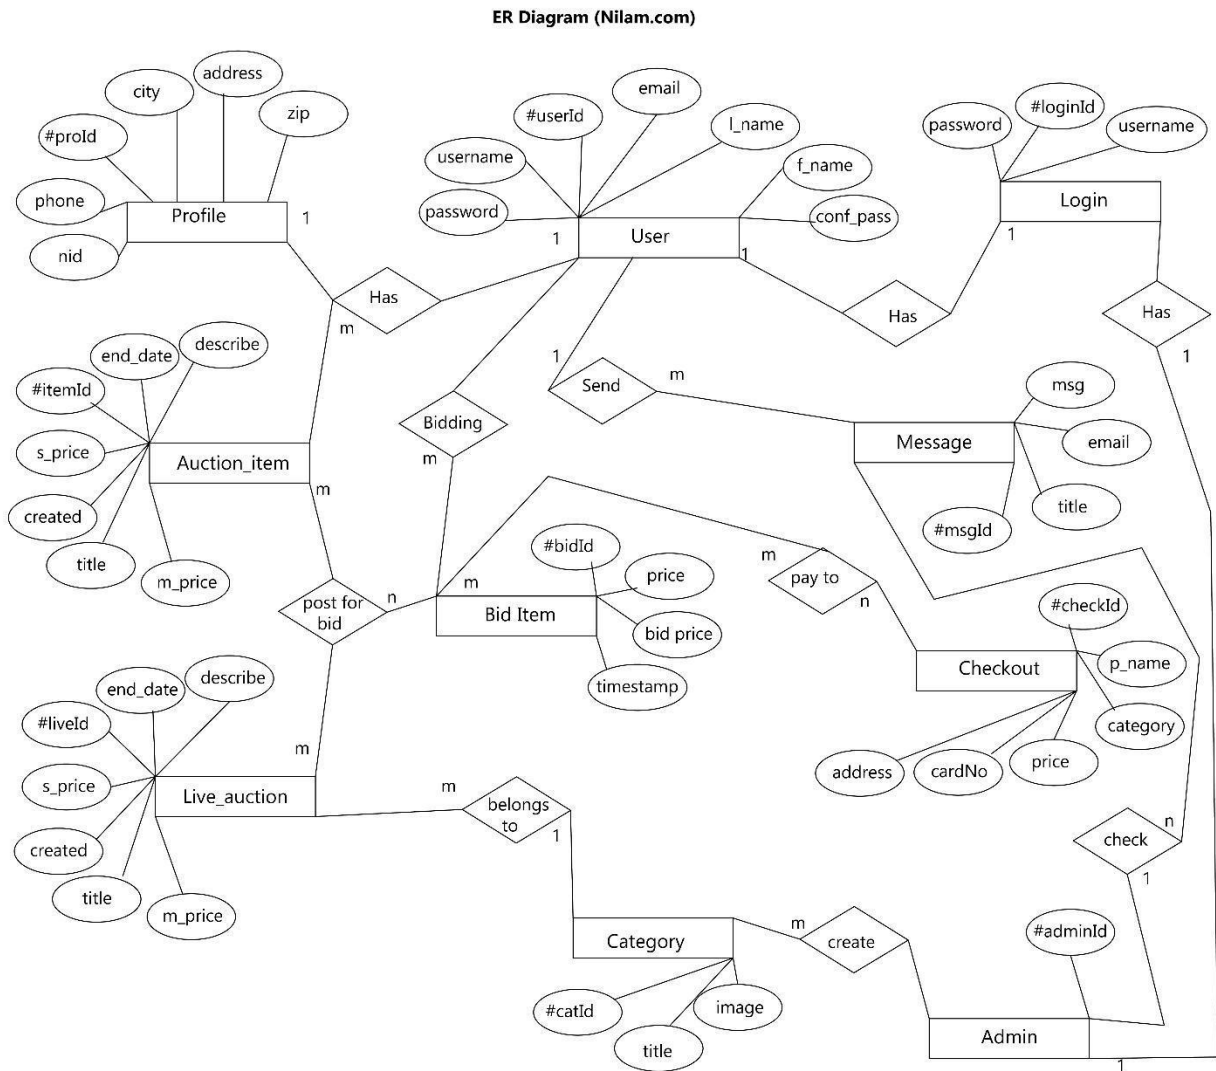 ER Diagram (Nilam.com)
address
city
zip
#proId
phone
nid
Profile
1
email
#userId
l_name
username
f_name
password
conf_pass
User
1
1
#loginId
password
username
Login
1
1
Has
m
Has
Has
1
end_date
describe
#itemId
s_price
created
title
m_price
Auction_item
m
Bidding
m
1
Send
m
msg
email
title
#msgId
Message
post for
bid
n
m
#bidId
price
bid price
timestamp
Bid Item
m
pay to
n
#checkId
p_name
category
price
cardNo
address
Checkout
end_date
describe
#liveId
s_price
created
title
m_price
Live_auction
m
m
belongs
to
1
n
check
1
Category
m
create
#catId
title
image
#adminId
Admin
1